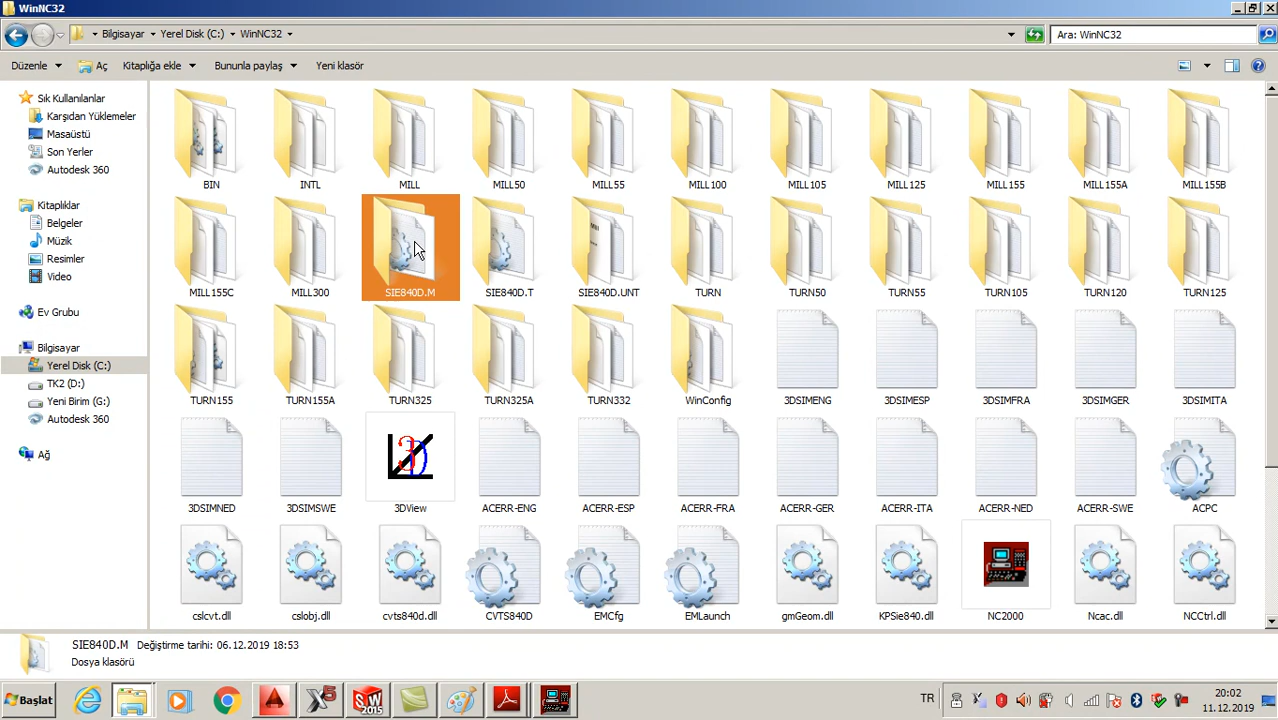 WinNC32
Bilgisayar
Yerel Disk (C:)
WinNC32
Ara: WinNC32
Düzenle
Aç
Kitaplığa ekle
Bununla paylaş
Yeni klasör
Sık Kullanılanlar
Karşıdan Yüklemeler
Masaüstü
Son Yerler
Autodesk 360
Kitaplıklar
Belgeler
Müzik
Resimler
Video
Ev Grubu
Bilgisayar
Yerel Disk (C:)
TK2 (D:)
Yeni Birim (G:)
Autodesk 360
Ağ
BIN INTL MILL MILL50 MILL55 MILL100 MILL105 MILL125 MILL155 MILL155A MILL155B
MILL155C MILL300 SIE840D.M SIE840D.T SIE840D.UNT TURN TURN50 TURN55 TURN105 TURN120 TURN125
TURN155 TURN155A TURN325 TURN325A TURN332 WinConfig 3DSIMENG 3DSIMESP 3DSIMFRA 3DSIMGER 3DSIMITA
3DSIMNED 3DSIMSWE 3DView ACERR-ENG ACERR-ESP ACERR-FRA ACERR-GER ACERR-ITA ACERR-NED ACERR-SWE ACPC
cslcvt.dll cslobj.dll cvts840d.dll CVTS840D EMCfg EMLaunch gmGeom.dll KPSie840.dll NC2000 Ncac.dll NCCtrl.dll
SIE840D.M Değiştirme tarihi: 06.12.2019 18:53
Dosya klasörü
Başlat
TR
20:02
11.12.2019